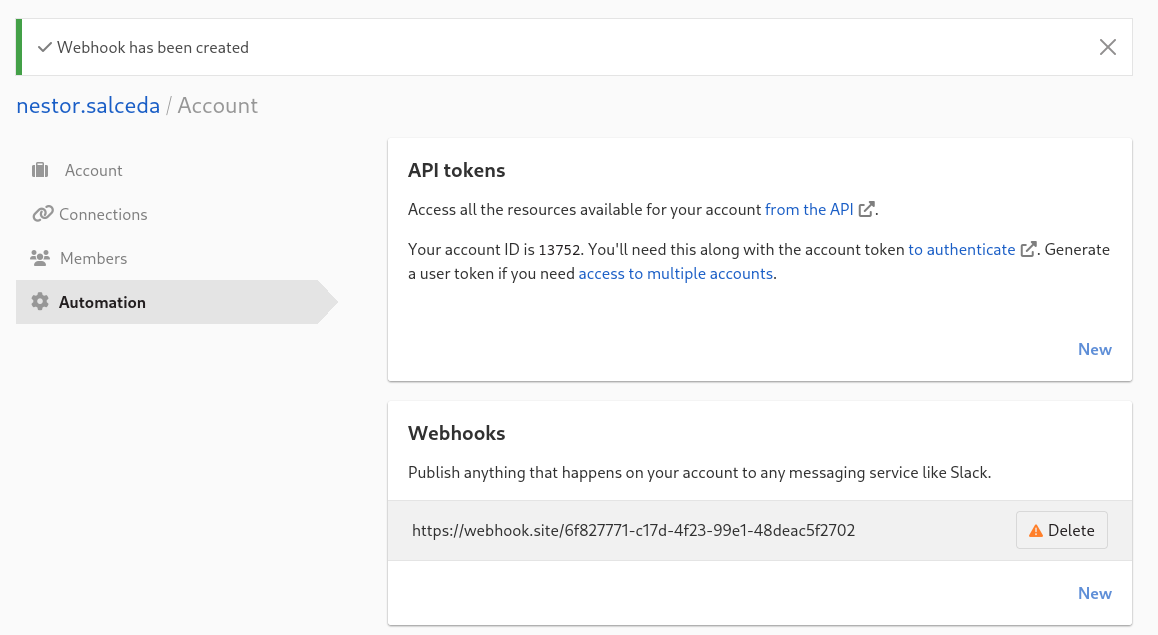 Webhook has been created
nestor.salceda / Account
Account
Connections
Members
Automation
API tokens
Access all the resources available for your account from the API.
Your account ID is 13752. You'll need this along with the account token to authenticate. Generate
a user token if you need access to multiple accounts.
New
Webhooks
Publish anything that happens on your account to any messaging service like Slack.
https://webhook.site/6f827771-c17d-4f23-99e1-48deac5f2702
Delete
New